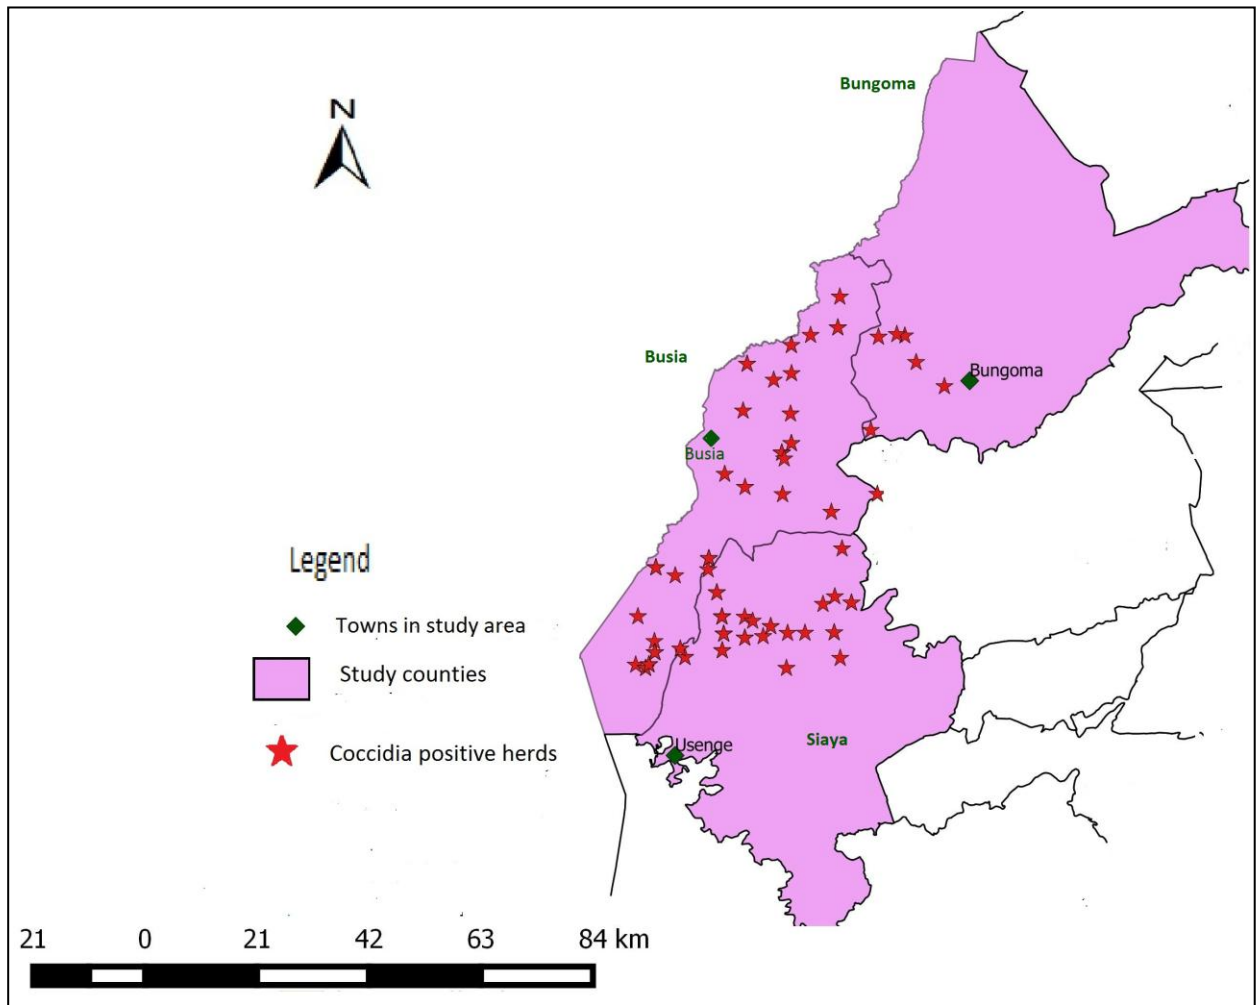 Bungoma
N
Busia
Bungoma
Busia
Legend
Towns in study area
Study counties
Coccidia positive herds
Usenge
Siaya
21 0 21 42 63 84 km